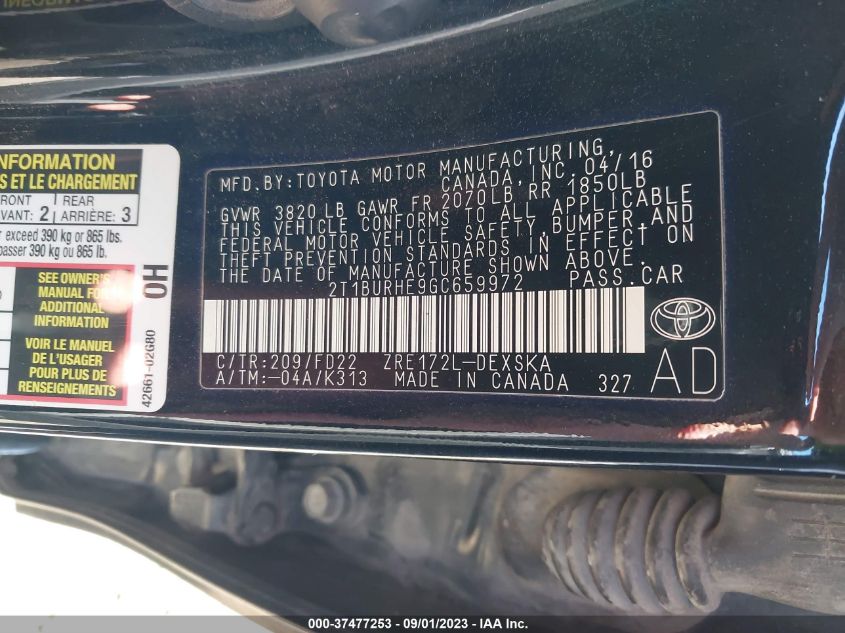 INFORMATION
S ET LE CHARGEMENT
FRONT
REAR
AVANT: 2
ARRIÈRE: 3
exceed 390 kg or 865 lbs.
passer 390 kg ou 865 lb.
SEE OWNER'S
MANUAL FOR
ADDITIONAL
INFORMATION
VOIR LE MANUEL
DE L'USAGER
POUR PLUS DE
RENSEIGNEMENTS
0H
42661-02G80
MFD. BY: TOYOTA MOTOR MANUFACTURING,
CANADA, INC. 04/16
GVWR 3820 LB GAWR FR 2070LB RR 1850LB
THIS VEHICLE CONFORMS TO ALL APPLICABLE
FEDERAL MOTOR VEHICLE SAFETY, BUMPER, AND
THEFT PREVENTION STANDARDS IN EFFECT ON
THE DATE OF MANUFACTURE SHOWN ABOVE.
2T1BURHE9GC659972 PASS. CAR
C/TR: 209/FD22 ZRE172L-DEXSKA
A/TM: -04A/K313 MADE IN CANADA 327
AD
000-37477253 - 09/01/2023 - IAA Inc.